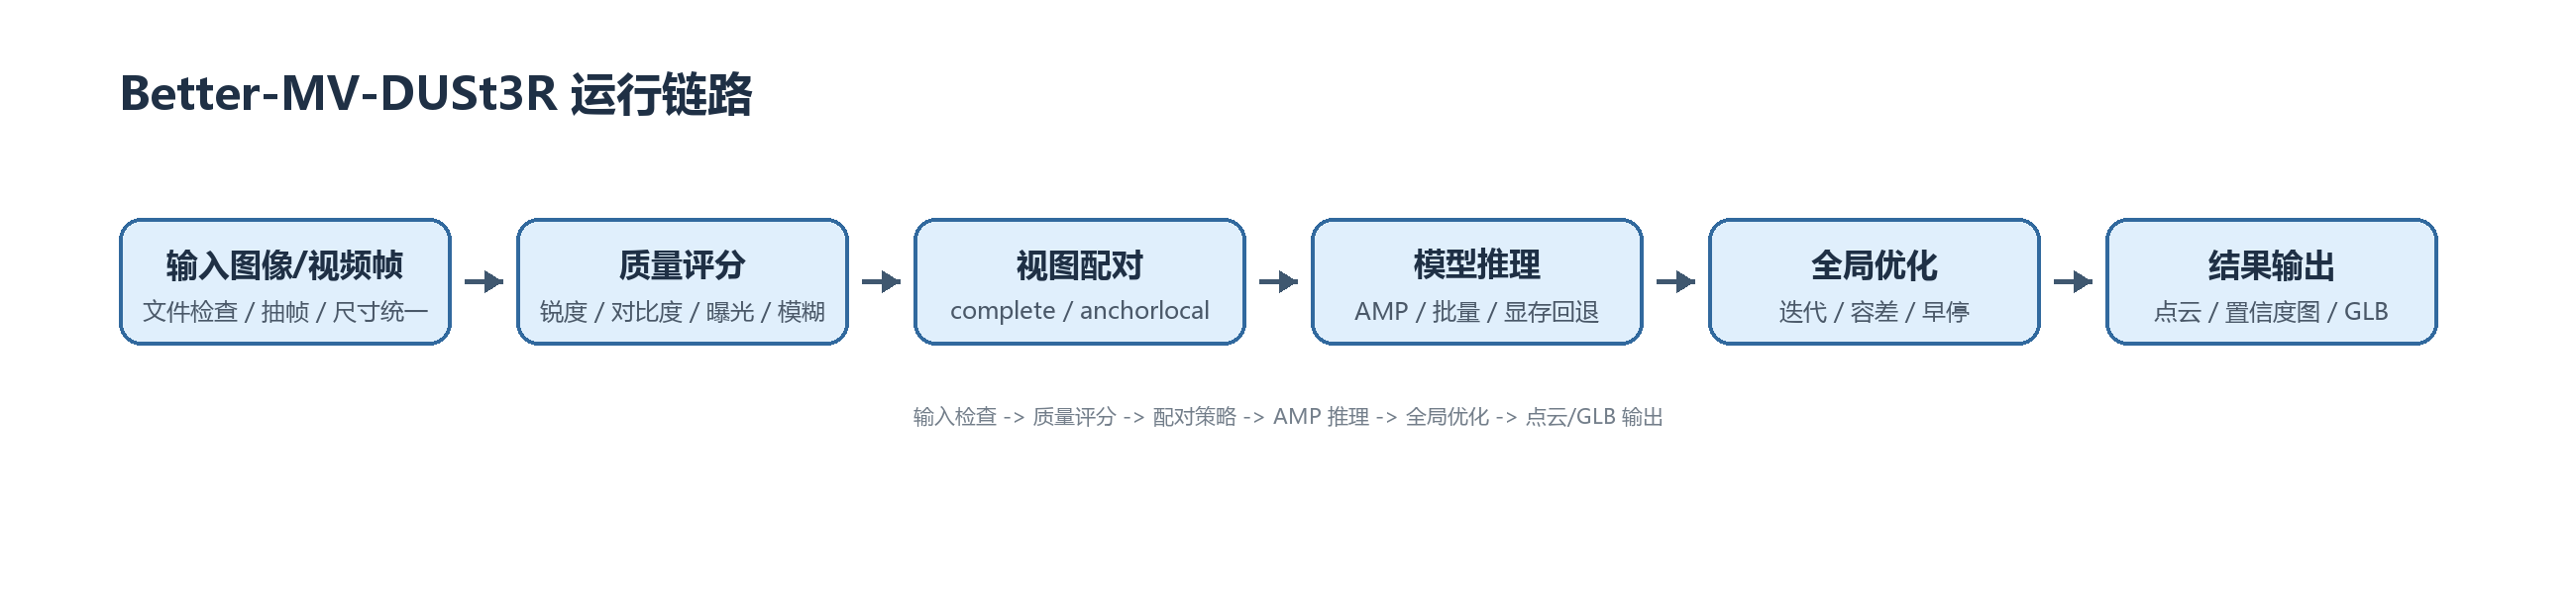 Better-MV-DUSt3R 运行链路
输入图像/视频帧
文件检查 / 抽帧 / 尺寸统一
质量评分
锐度 / 对比度 / 曝光 / 模糊
视图配对
complete / anchorlocal
模型推理
AMP / 批量 / 显存回退
全局优化
迭代 / 容差 / 早停
结果输出
点云 / 置信度图 / GLB
输入检查 -> 质量评分 -> 配对策略 -> AMP 推理 -> 全局优化 -> 点云/GLB 输出